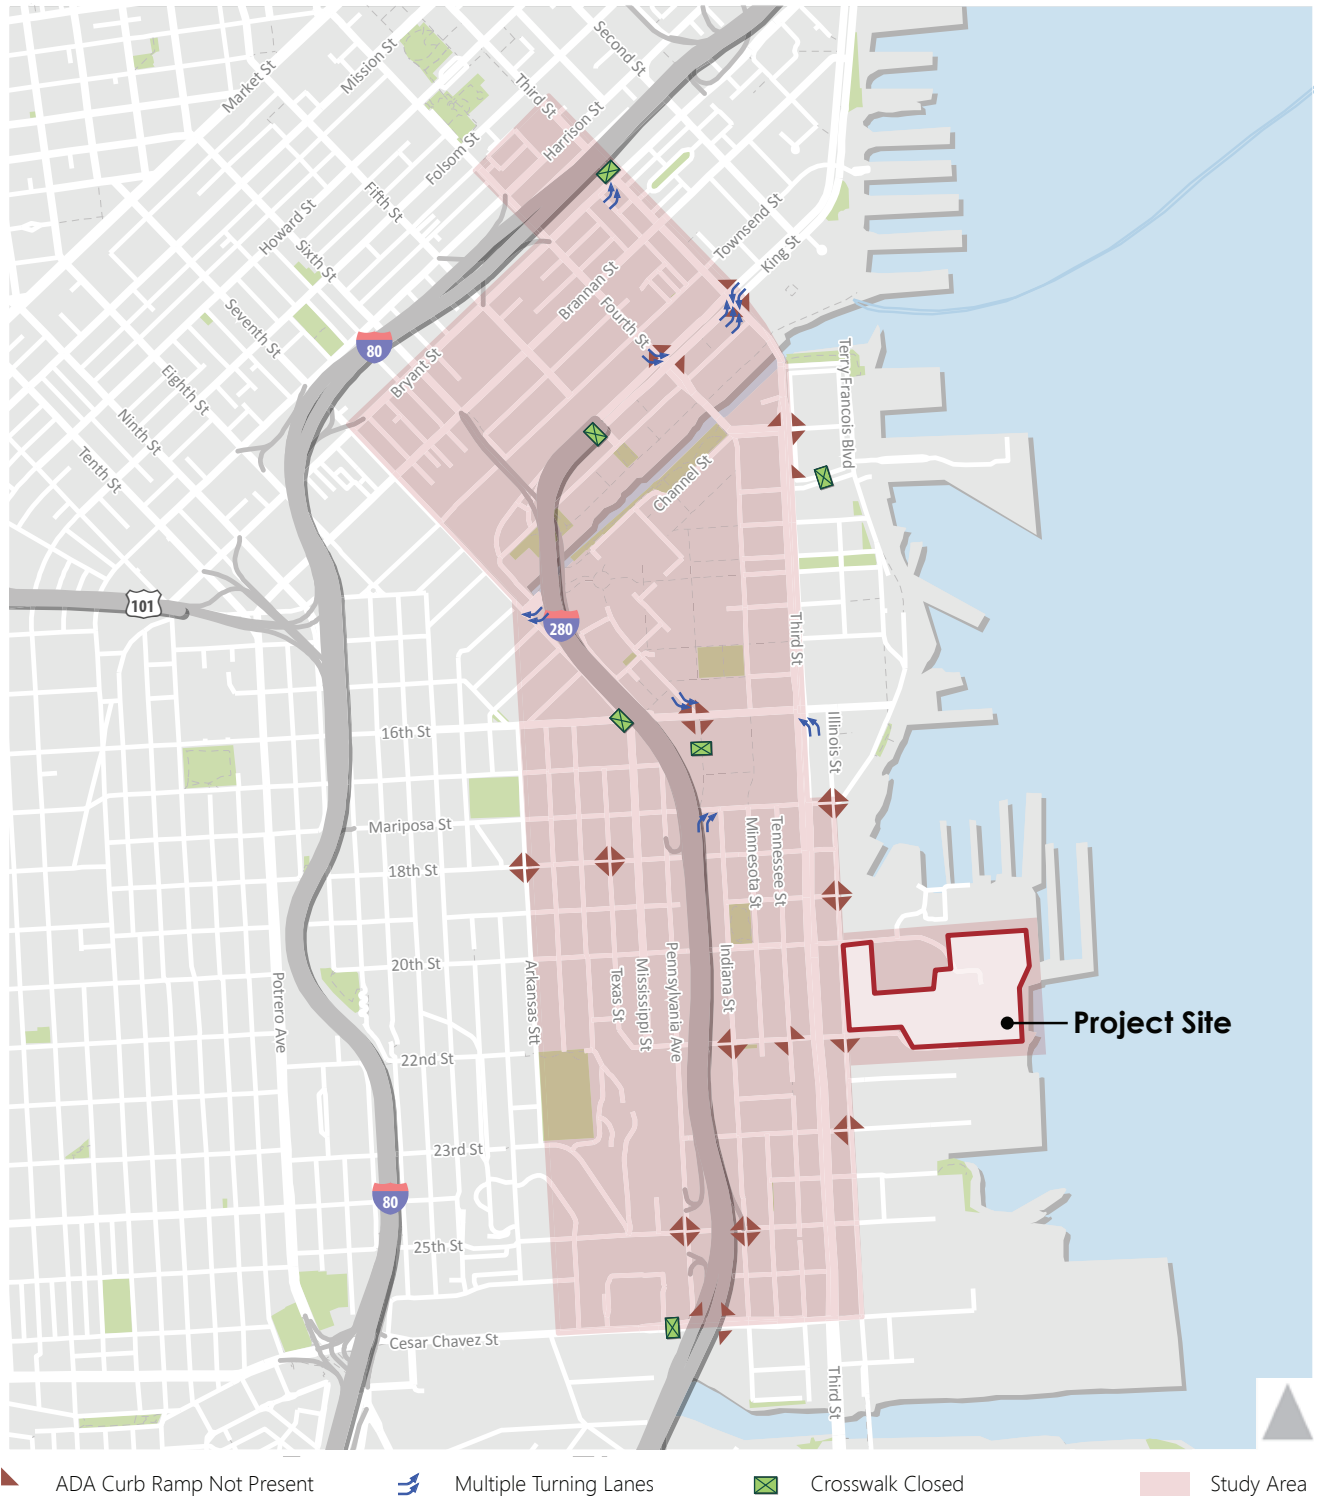 Second St
Mission St
Market St
Third St
Harrison St
Folsom St
Fifth St
Howard St
Sixth St
Townsend St
King St
Brannan St
Fourth St
Seventh St
80
Bryant St
Terry Francois Blvd
Eighth St
Ninth St
Tenth St
Channel St
101
280
Third St
16th St
Illinois St
Mariposa St
18th St
Minnesota St
Tennessee St
20th St
Potrero Ave
Arkansas Stt
Texas St
Mississippi St
Pennsylvania Ave
Indiana St
Project Site
22nd St
23rd St
80
25th St
Cesar Chavez St
Third St
ADA Curb Ramp Not Present
Multiple Turning Lanes
Crosswalk Closed
Study Area